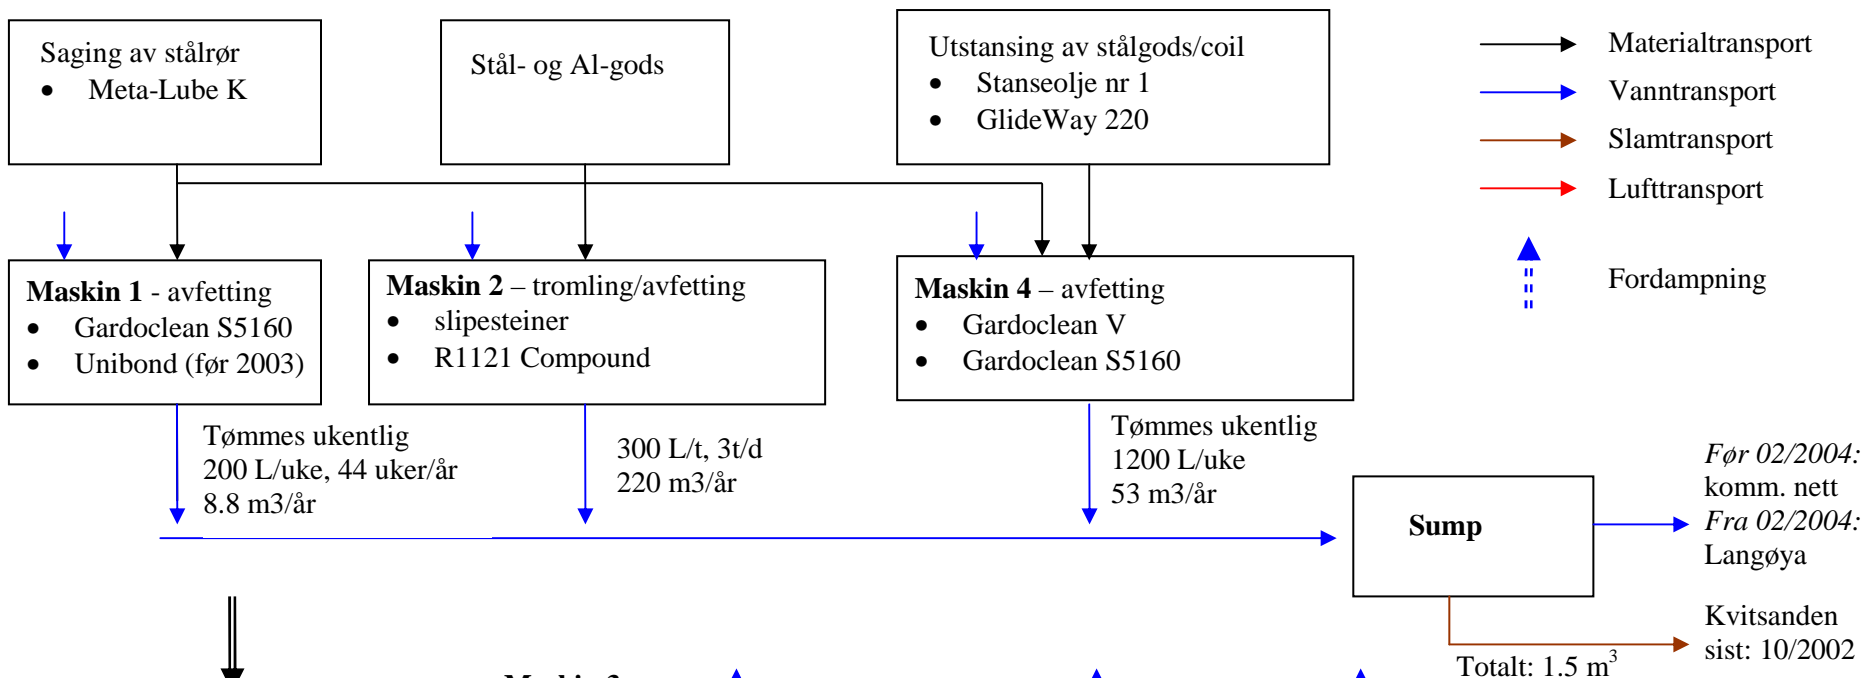 Saging av stålrør
• Meta-Lube K
Stål- og Al-gods
Utstansing av stålgods/coil
• Stanseolje nr 1
• GlideWay 220
Materialtransport
Vanntransport
Slamtransport
Lufttransport
Fordampning
Maskin 1 - avfetting
• Gardoclean S5160
• Unibond (før 2003)
Maskin 2 – tromling/avfetting
• slipesteiner
• R1121 Compound
Maskin 4 – avfetting
• Gardoclean V
• Gardoclean S5160
Tømmes ukentlig
200 L/uke, 44 uker/år
8.8 m3/år
300 L/t, 3t/d
220 m3/år
Tømmes ukentlig
1200 L/uke
53 m3/år
Sump
Før 02/2004:
komm. nett
Fra 02/2004:
Langøya
Kvitsanden
sist: 10/2002
Totalt: 1.5 m³
Maskin 3